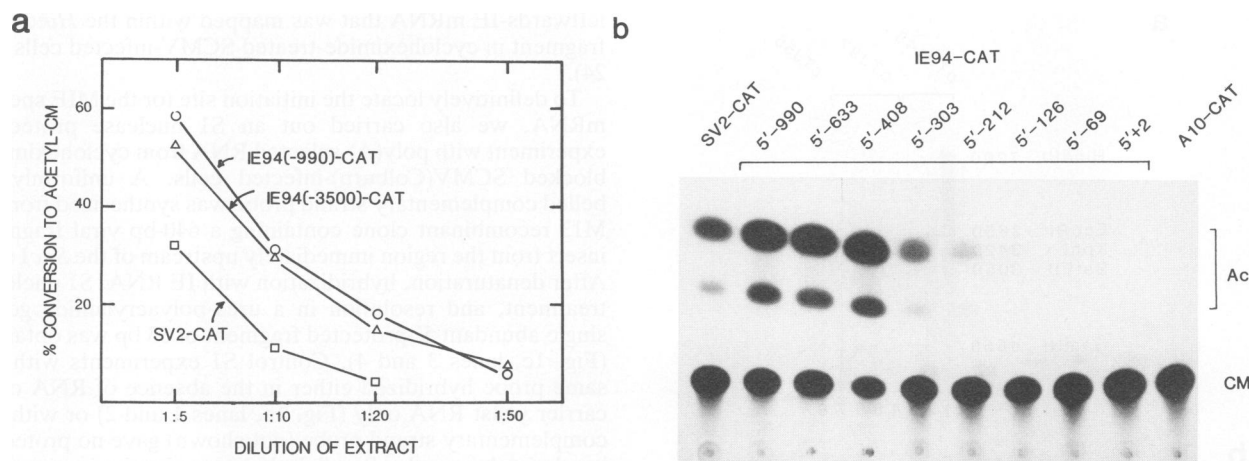 a
% CONVERSION TO ACETYL-CM
60
40
20
IE94(-990)-CAT
IE94(-3500)-CAT
SV2-CAT
1:5
1:10
1:20
1:50
DILUTION OF EXTRACT
b
IE94-CAT
SV2-CAT
5'-990
5'-633
5'-408
5'-303
5'-212
5'-126
5'-69
5'+2
A10-CAT
Ac
CM